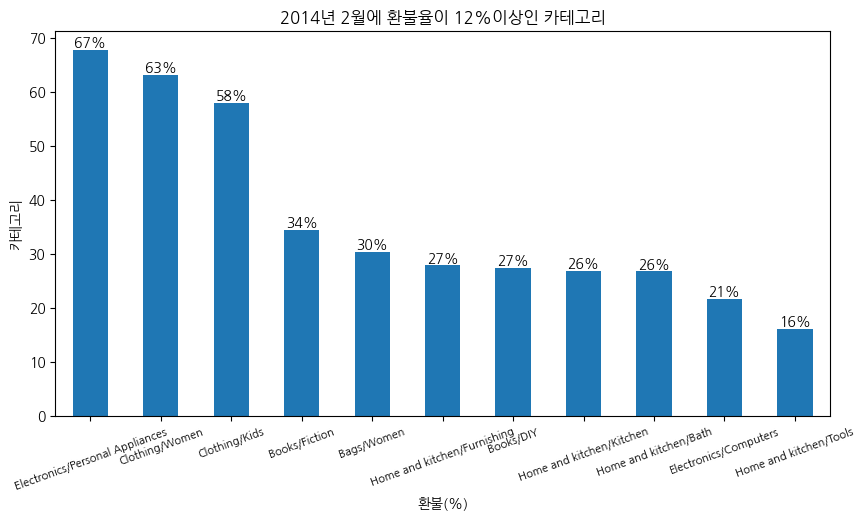 2014년 2월에 환불율이 12%이상인 카테고리
카테고리
70
60
50
40
30
20
10
0
67%
63%
58%
34%
30%
27%
27%
26%
26%
21%
16%
Electronics/Personal Appliances
Clothing/Women
Clothing/Kids
Books/Fiction
Bags/Women
Home and kitchen/Furnishing
Books/DIY
Home and kitchen/Kitchen
Home and kitchen/Bath
Electronics/Computers
Home and kitchen/Tools
환불(%)